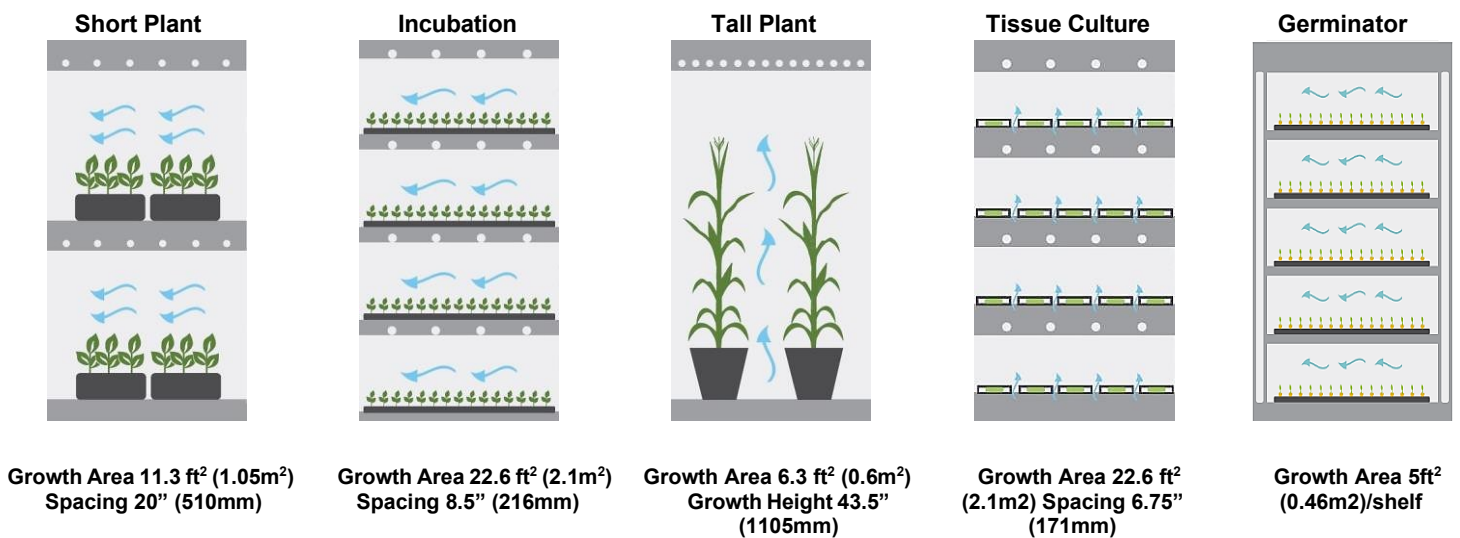 Short Plant
Incubation
Tall Plant
Tissue Culture
Germinator
Growth Area 11.3 ft² (1.05m²)
Spacing 20” (510mm)
Growth Area 22.6 ft² (2.1m²)
Spacing 8.5” (216mm)
Growth Area 6.3 ft² (0.6m²)
Growth Height 43.5”
(1105mm)
Growth Area 22.6 ft²
(2.1m2) Spacing 6.75”
(171mm)
Growth Area 5ft²
(0.46m2)/shelf